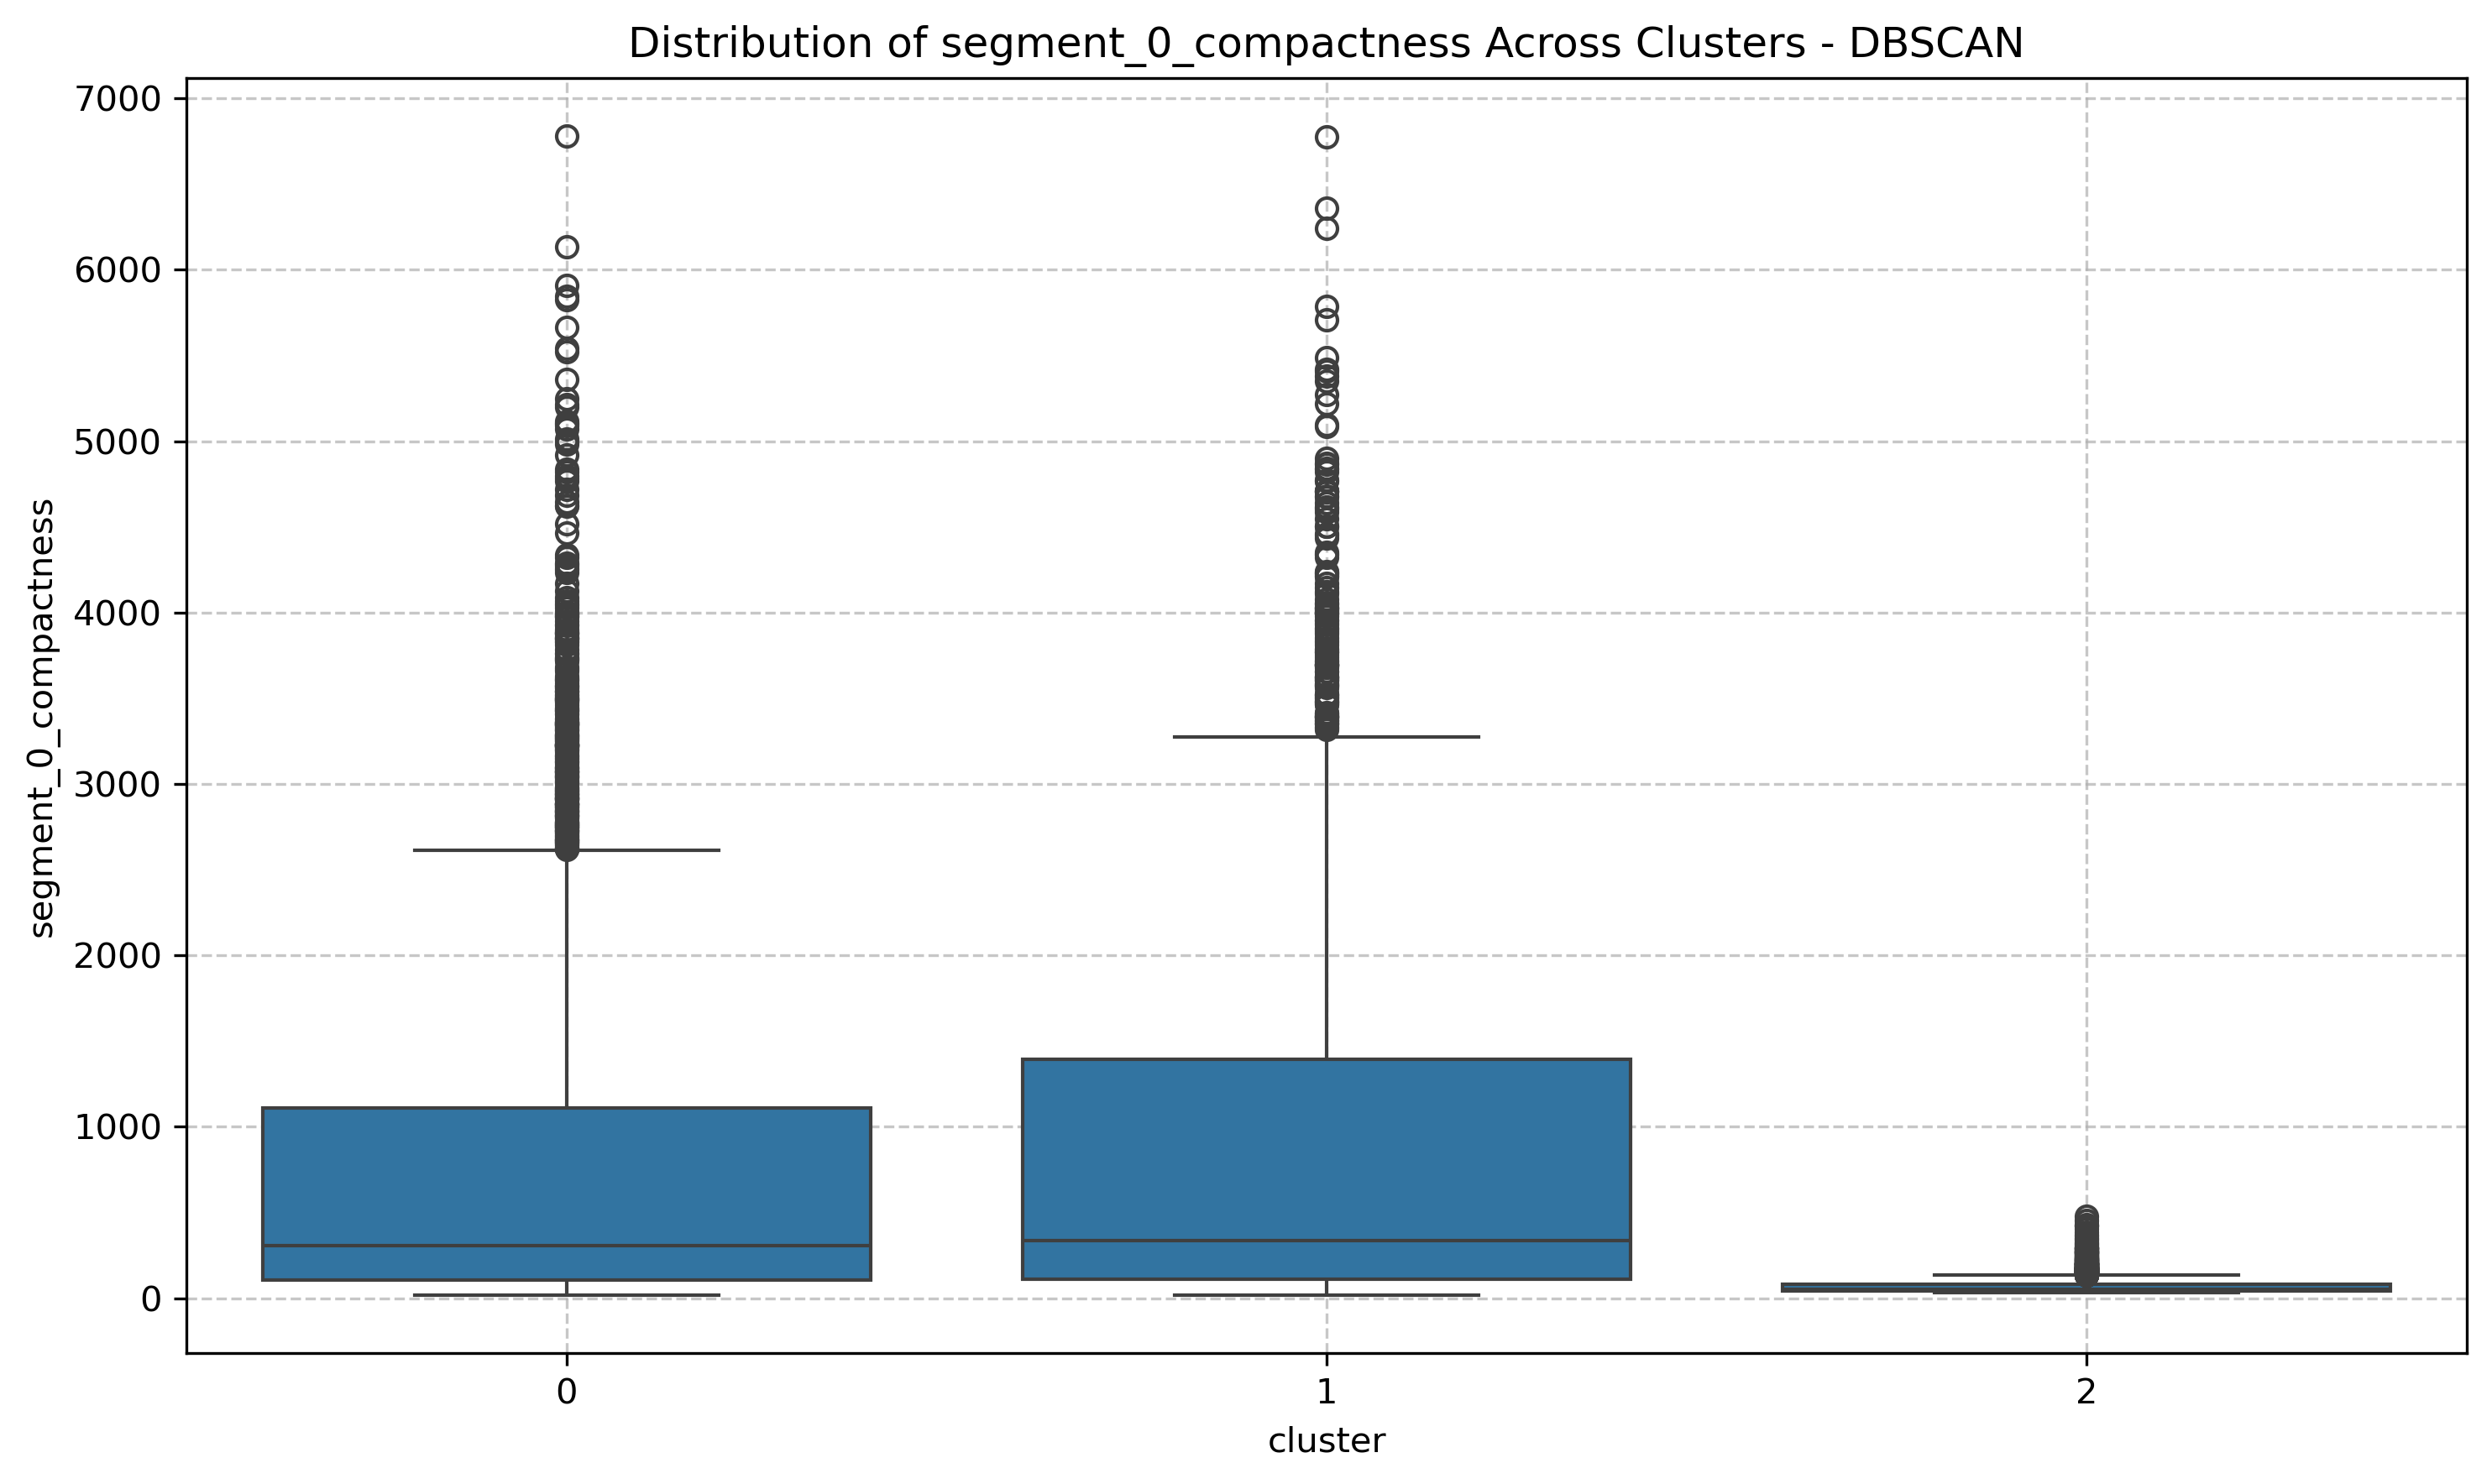 Distribution of segment_0_compactness Across Clusters - DBSCAN
segment_0_compactness
7000
6000
5000
4000
3000
2000
1000
0
0 1 2
cluster